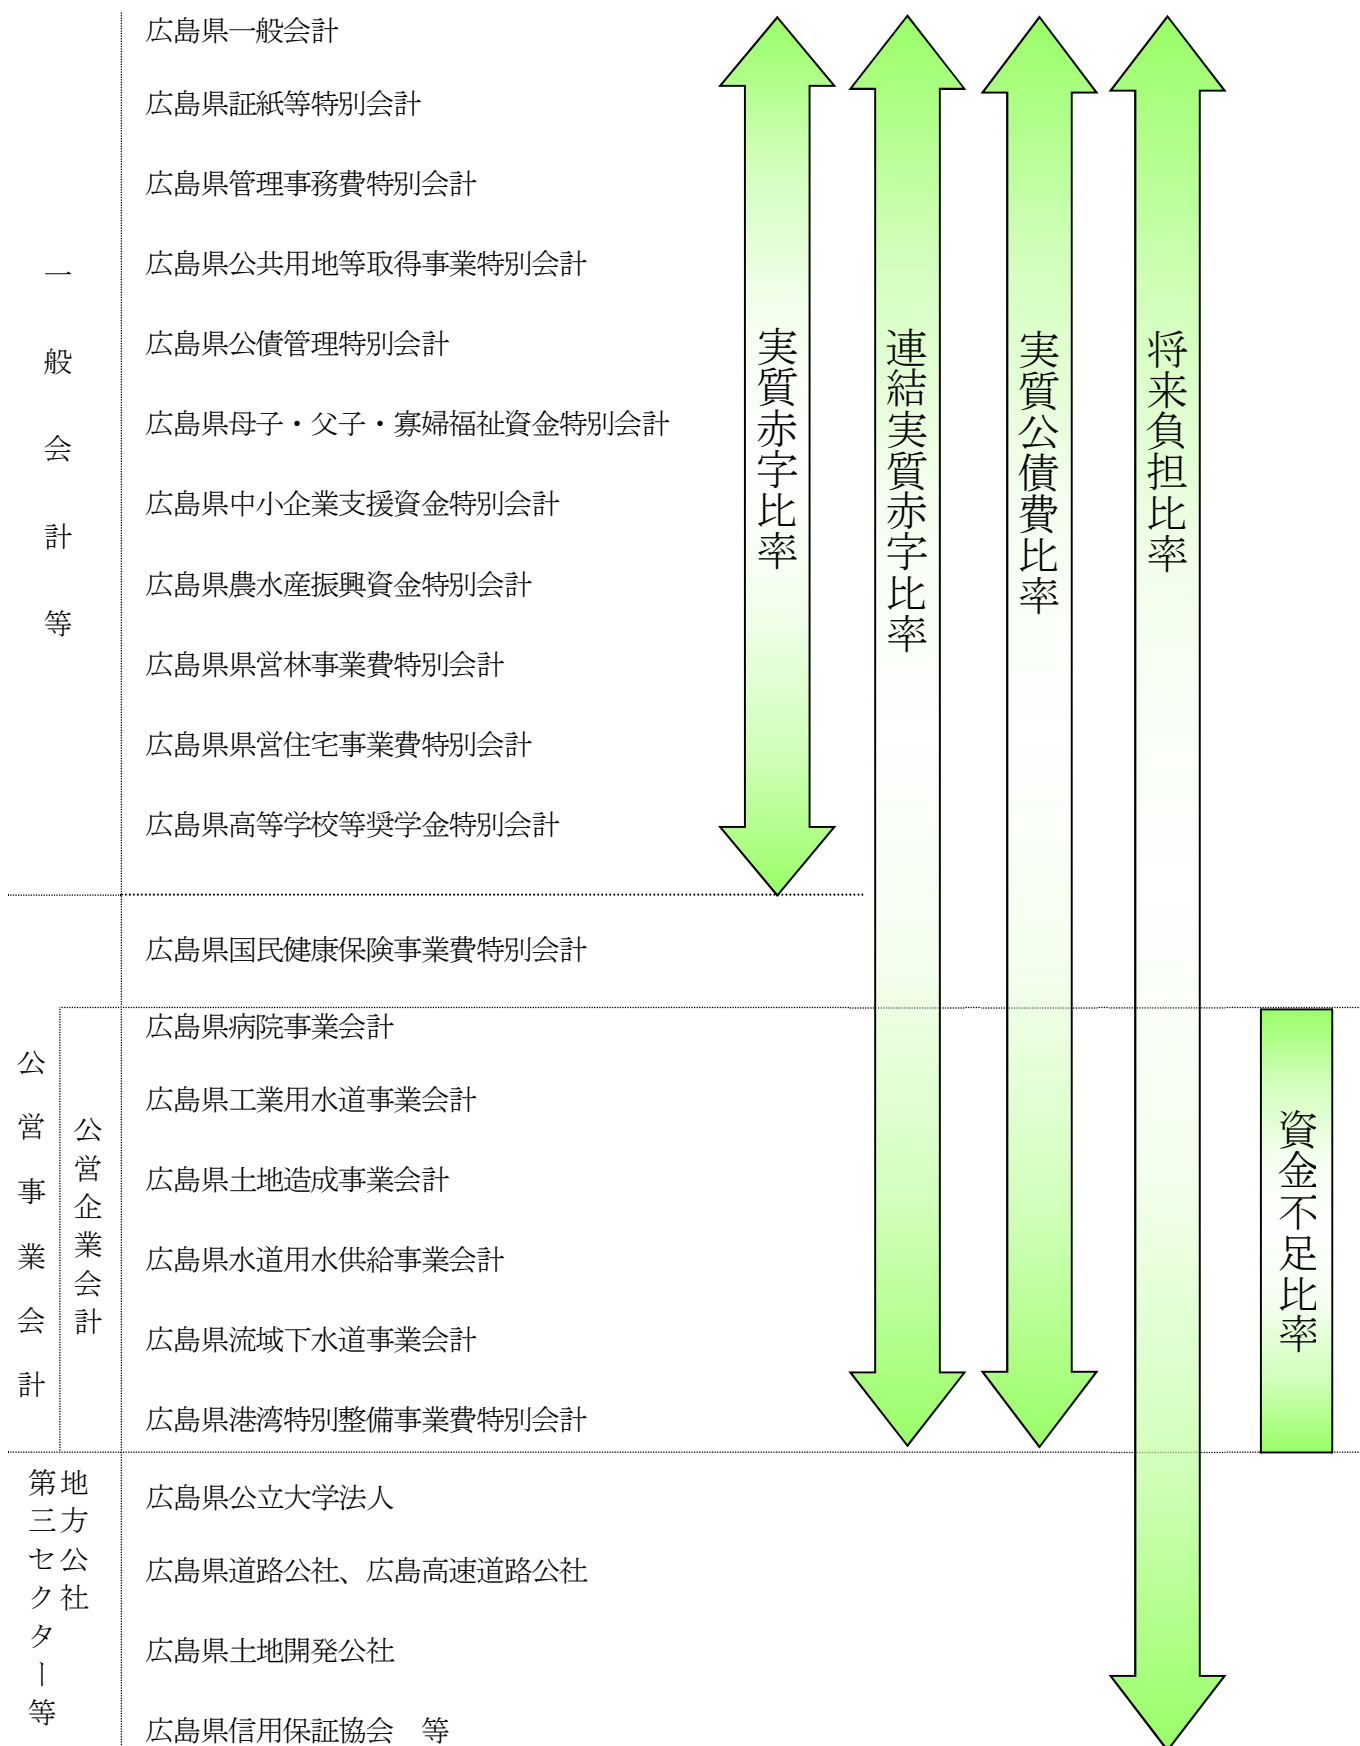 一般会計等
広島県一般会計
広島県証紙等特別会計
広島県管理事務費特別会計
広島県公共用地等取得事業特別会計
広島県公債管理特別会計
広島県母子・父子・寡婦福祉資金特別会計
広島県中小企業支援資金特別会計
広島県農水産振興資金特別会計
広島県県営林事業費特別会計
広島県県営住宅事業費特別会計
広島県高等学校等奨学金特別会計
実質赤字比率
連結実質赤字比率
実質公債費比率
将来負担比率
公営事業会計
広島県国民健康保険事業費特別会計
公営企業会計
広島県病院事業会計
広島県工業用水道事業会計
広島県土地造成事業会計
広島県水道用水供給事業会計
広島県流域下水道事業会計
広島県港湾特別整備事業費特別会計
資金不足比率
地方公社
第三セクター等
広島県公立大学法人
広島県道路公社、広島高速道路公社
広島県土地開発公社
広島県信用保証協会　等